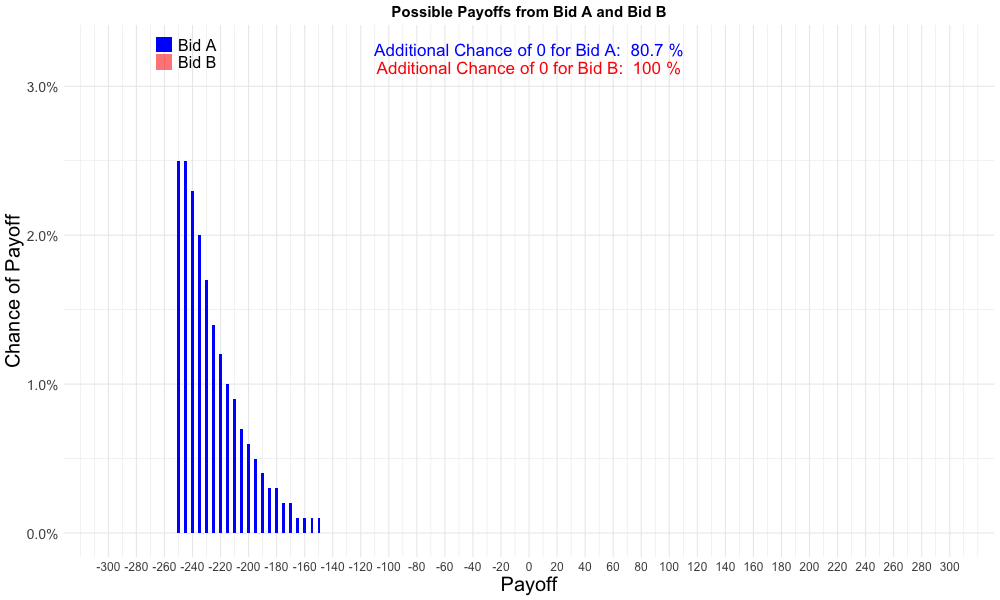 Possible Payoffs from Bid A and Bid B
Bid A
Bid B
Additional Chance of 0 for Bid A:  80.7 %
Additional Chance of 0 for Bid B:  100 %
Chance of Payoff
3.0%
2.0%
1.0%
0.0%
-300 -280 -260 -240 -220 -200 -180 -160 -140 -120 -100 -80 -60 -40 -20 0 20 40 60 80 100 120 140 160 180 200 220 240 260 280 300
Payoff